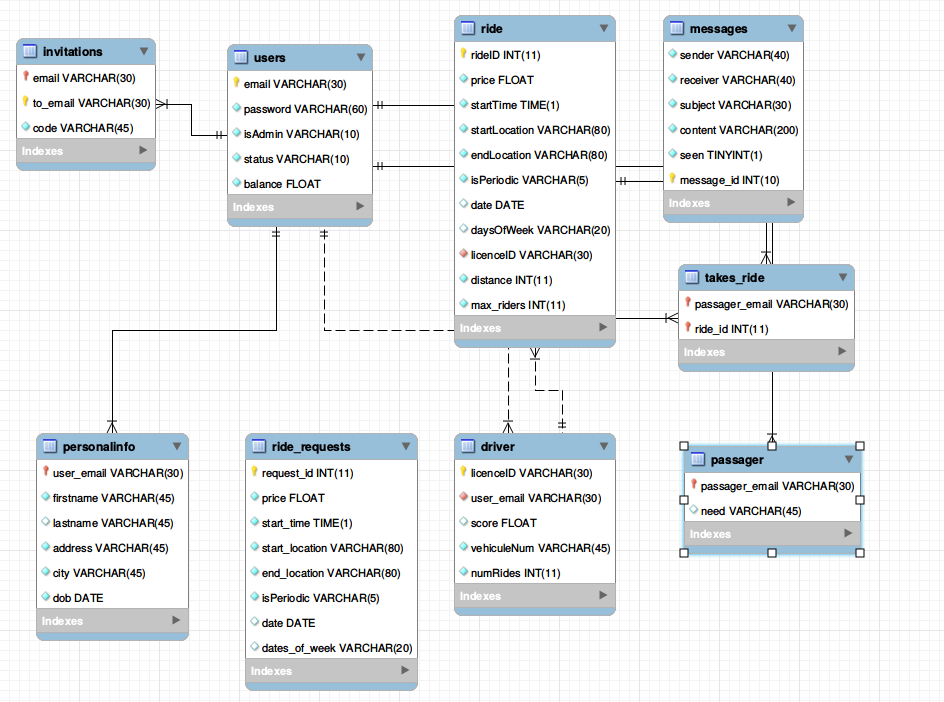 invitations
email VARCHAR(30)
to_email VARCHAR(30)
code VARCHAR(45)
Indexes
users
email VARCHAR(30)
password VARCHAR(60)
isAdmin VARCHAR(10)
status VARCHAR(10)
balance FLOAT
Indexes
ride
rideID INT(11)
price FLOAT
startTime TIME(1)
startLocation VARCHAR(80)
endLocation VARCHAR(80)
isPeriodic VARCHAR(5)
date DATE
daysOfWeek VARCHAR(20)
licenceID VARCHAR(30)
distance INT(11)
max_riders INT(11)
Indexes
messages
sender VARCHAR(40)
receiver VARCHAR(40)
subject VARCHAR(30)
content VARCHAR(200)
seen TINYINT(1)
message_id INT(10)
Indexes
takes_ride
passager_email VARCHAR(30)
ride_id INT(11)
Indexes
personalinfo
user_email VARCHAR(30)
firstname VARCHAR(45)
lastname VARCHAR(45)
address VARCHAR(45)
city VARCHAR(45)
dob DATE
Indexes
ride_requests
request_id INT(11)
price FLOAT
start_time TIME(1)
start_location VARCHAR(80)
end_location VARCHAR(80)
isPeriodic VARCHAR(5)
date DATE
dates_of_week VARCHAR(20)
Indexes
driver
licenceID VARCHAR(30)
user_email VARCHAR(30)
score FLOAT
vehiculeNum VARCHAR(45)
numRides INT(11)
Indexes
passager
passager_email VARCHAR(30)
need VARCHAR(45)
Indexes